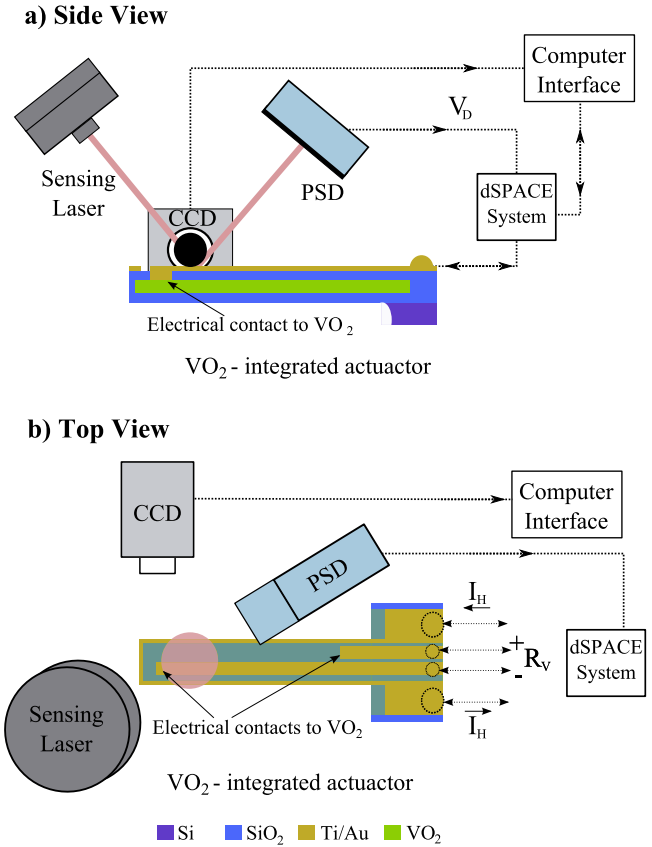 a) Side View
Computer
Interface
V_D
Sensing
Laser
PSD
dSPACE
System
CCD
Electrical contact to VO₂
VO₂ - integrated actuactor
b) Top View
CCD
Computer
Interface
PSD
I_H
+
R_V
-
dSPACE
System
Sensing
Laser
Electrical contacts to VO₂
I_H
VO₂ - integrated actuactor
Si SiO₂ Ti/Au VO₂